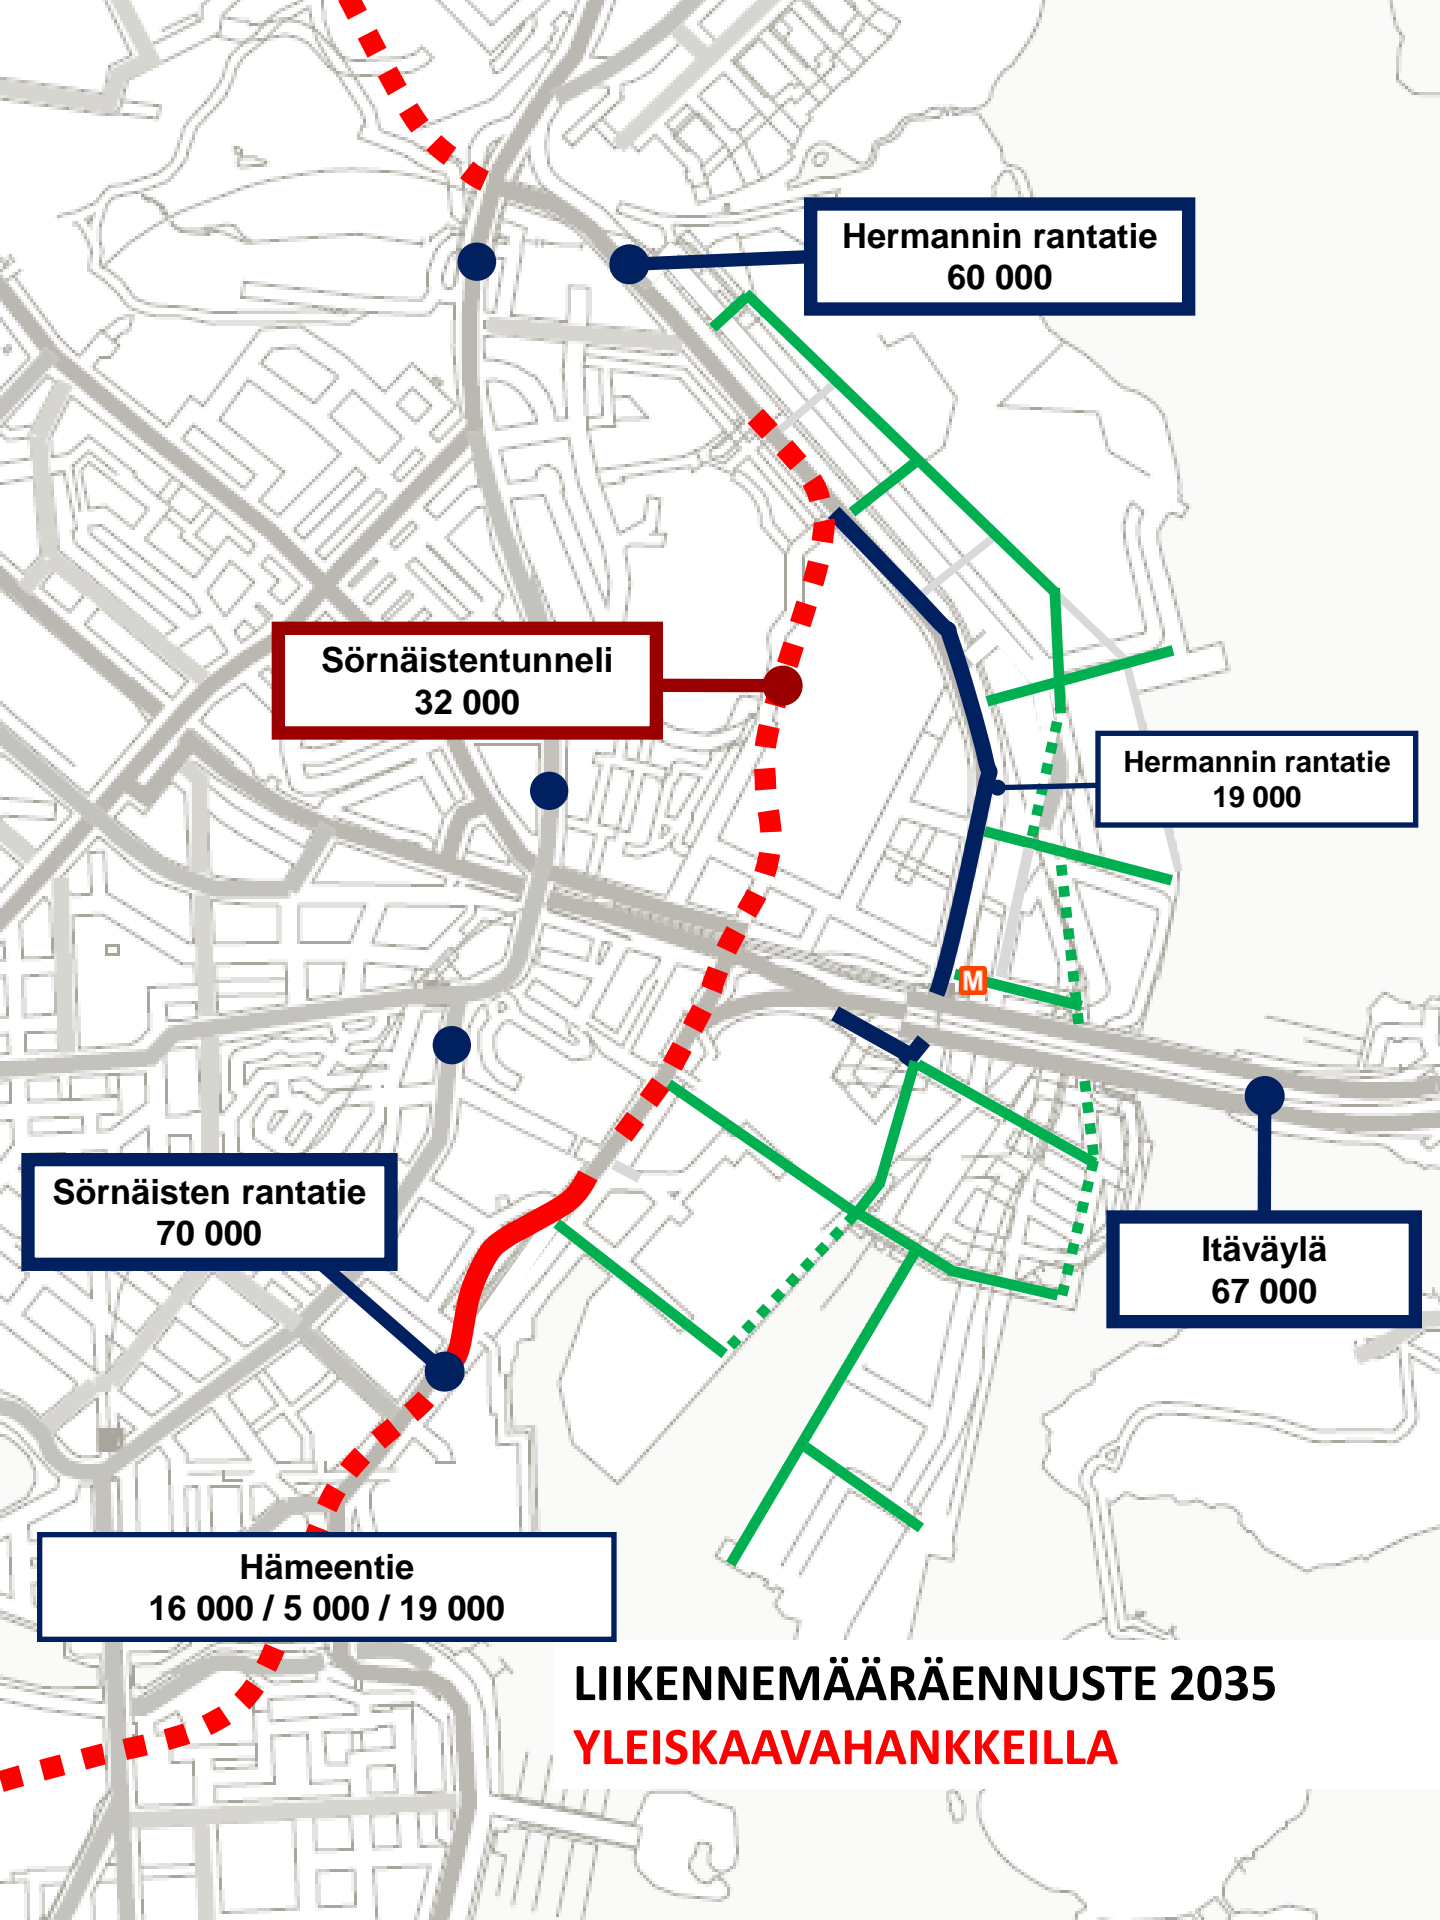 Hermannin rantatie
60 000
Sörnäistentunneli
32 000
Hermannin rantatie
19 000
M
Sörnäisten rantatie
70 000
Itäväylä
67 000
Hämeentie
16 000 / 5 000 / 19 000
LIIKENNEMÄÄRÄENNUSTE 2035
YLEISKAAVAHANKKEILLA